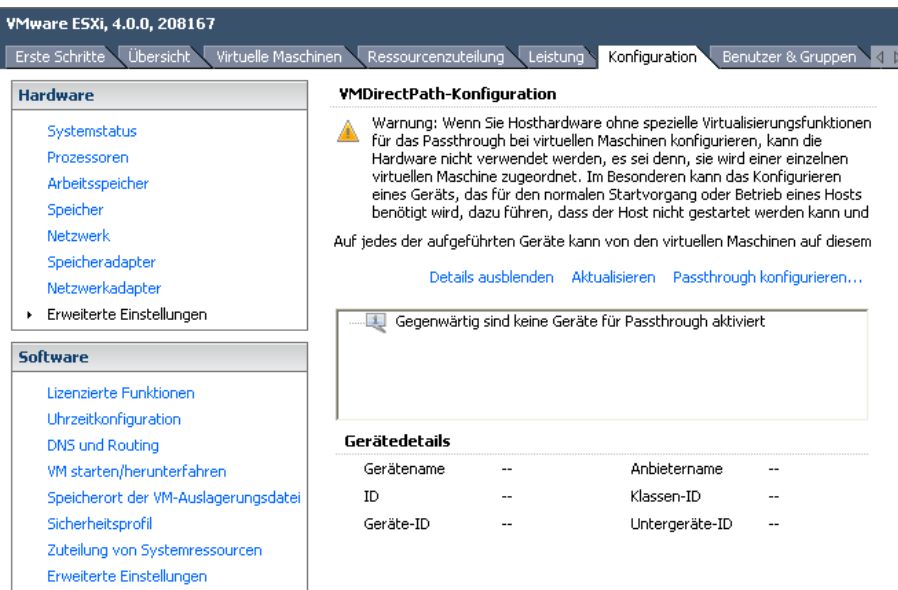 VMware ESXi, 4.0.0, 208167
Erste Schritte Übersicht Virtuelle Maschinen Ressourcenzuteilung Leistung Konfiguration Benutzer & Gruppen
Hardware
Systemstatus
Prozessoren
Arbeitsspeicher
Speicher
Netzwerk
Speicheradapter
Netzwerkadapter
Erweiterte Einstellungen
Software
Lizenzierte Funktionen
Uhrzeitkonfiguration
DNS und Routing
VM starten/herunterfahren
Speicherort der VM-Auslagerungsdatei
Sicherheitsprofil
Zuteilung von Systemressourcen
Erweiterte Einstellungen
VMDirectPath-Konfiguration
Warnung: Wenn Sie Hosthardware ohne spezielle Virtualisierungsfunktionen
für das Passthrough bei virtuellen Maschinen konfigurieren, kann die
Hardware nicht verwendet werden, es sei denn, sie wird einer einzelnen
virtuellen Maschine zugeordnet. Im Besonderen kann das Konfigurieren
eines Geräts, das für den normalen Startvorgang oder Betrieb eines Hosts
benötigt wird, dazu führen, dass der Host nicht gestartet werden kann und
Auf jedes der aufgeführten Geräte kann von den virtuellen Maschinen auf diesem
Details ausblenden Aktualisieren Passthrough konfigurieren...
Gegenwärtig sind keine Geräte für Passthrough aktiviert
Gerätedetails
Gerätename -- Anbietername --
ID -- Klassen-ID --
Geräte-ID -- Untergeräte-ID --